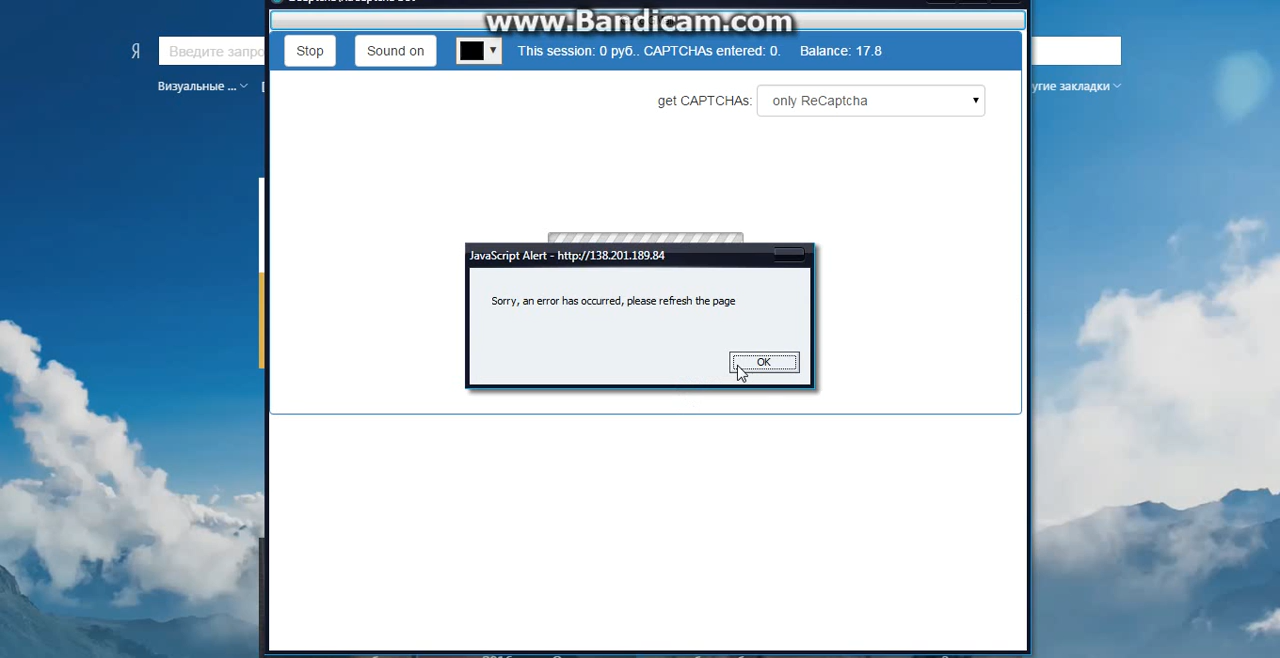 www.Bandicam.com
Я
Введите запро
Stop
Sound on
This session: 0 руб.. CAPTCHAs entered: 0.
Balance: 17.8
Визуальные ...
угие закладки
get CAPTCHAs:
only ReCaptcha
JavaScript Alert - http://138.201.189.84
Sorry, an error has occurred, please refresh the page
OK